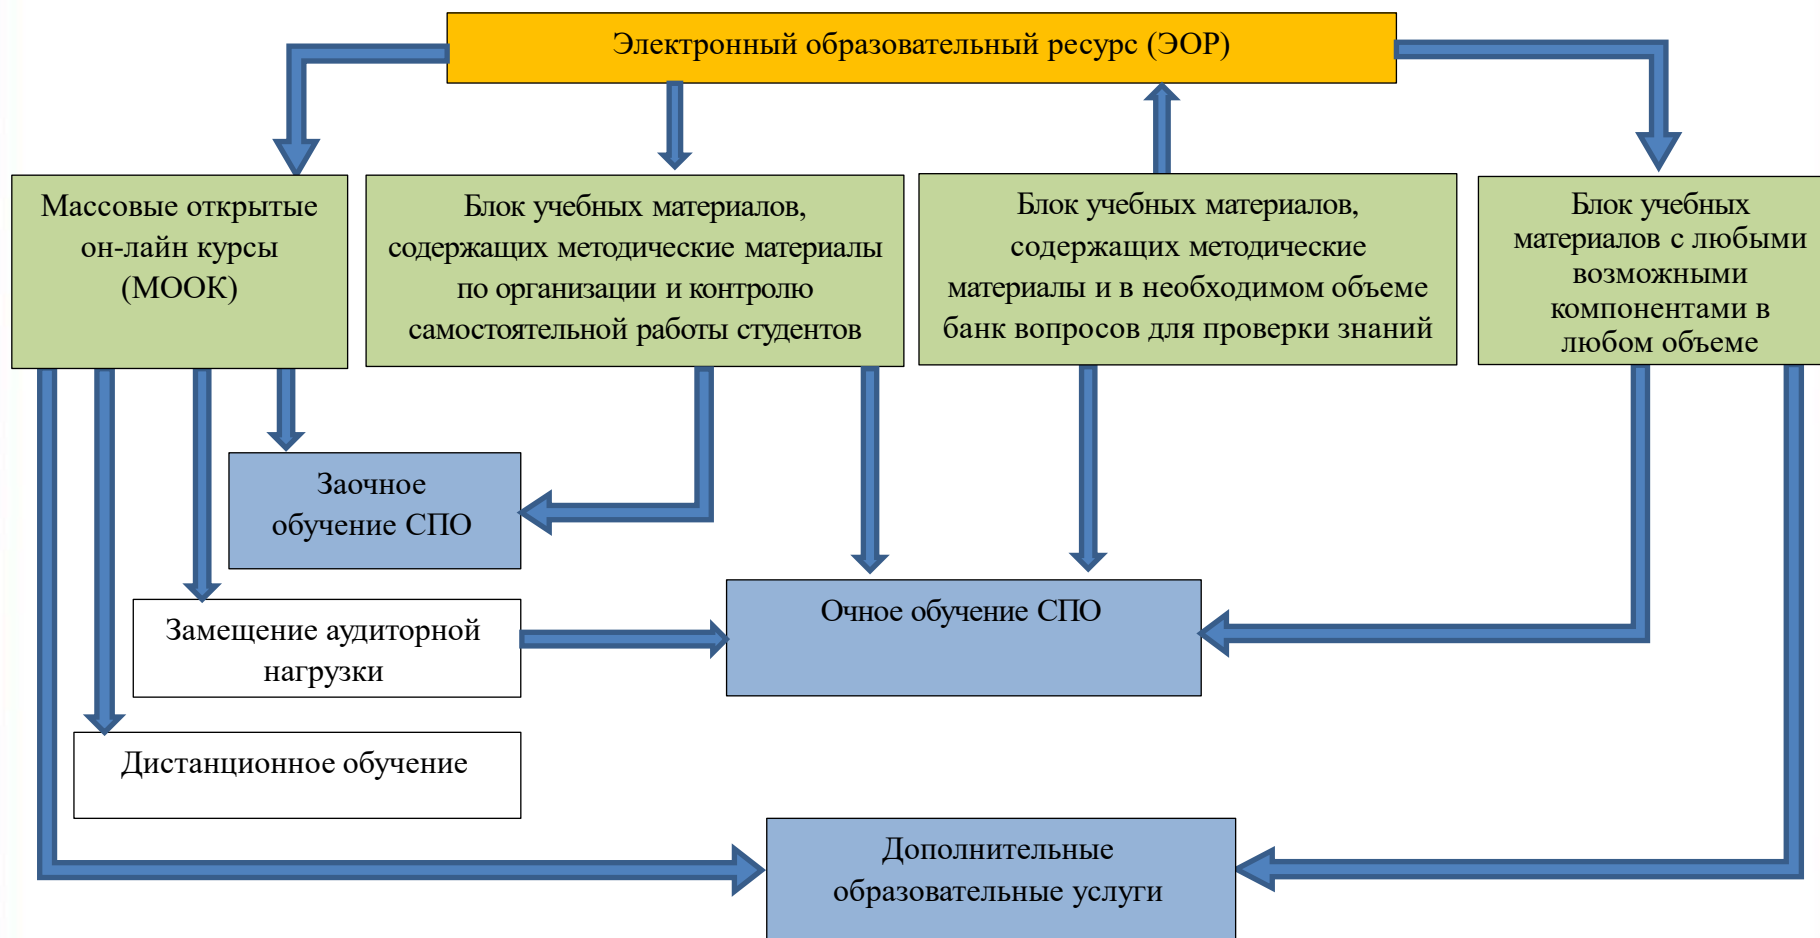 Электронный образовательный ресурс (ЭОР)
Массовые открытые
он-лайн курсы
(МООК)
Блок учебных материалов,
содержащих методические материалы
по организации и контролю
самостоятельной работы студентов
Блок учебных материалов,
содержащих методические
материалы и в необходимом объеме
банк вопросов для проверки знаний
Блок учебных
материалов с любыми
возможными
компонентами в
любом объеме
Заочное
обучение СПО
Замещение аудиторной
нагрузки
Очное обучение СПО
Дистанционное обучение
Дополнительные
образовательные услуги